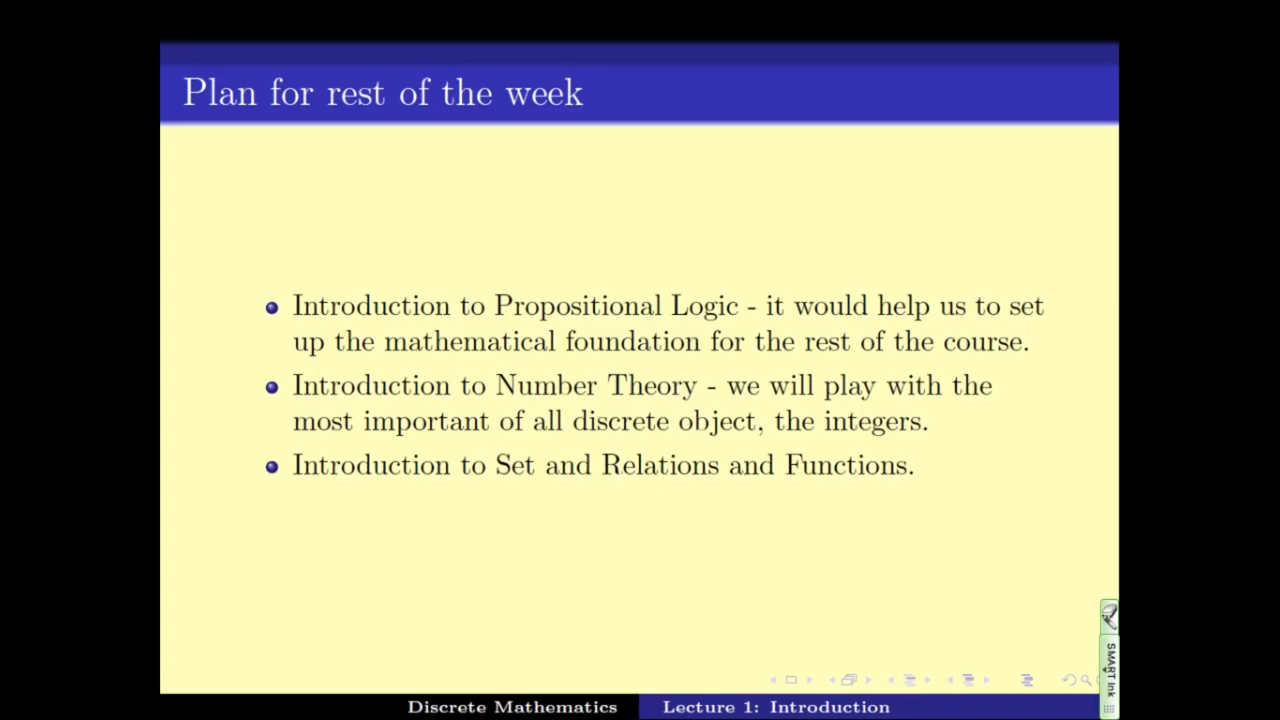 Plan for rest of the week
Introduction to Propositional Logic - it would help us to set
up the mathematical foundation for the rest of the course.
Introduction to Number Theory - we will play with the
most important of all discrete object, the integers.
Introduction to Set and Relations and Functions.
SMART Ink
Discrete Mathematics
Lecture 1: Introduction